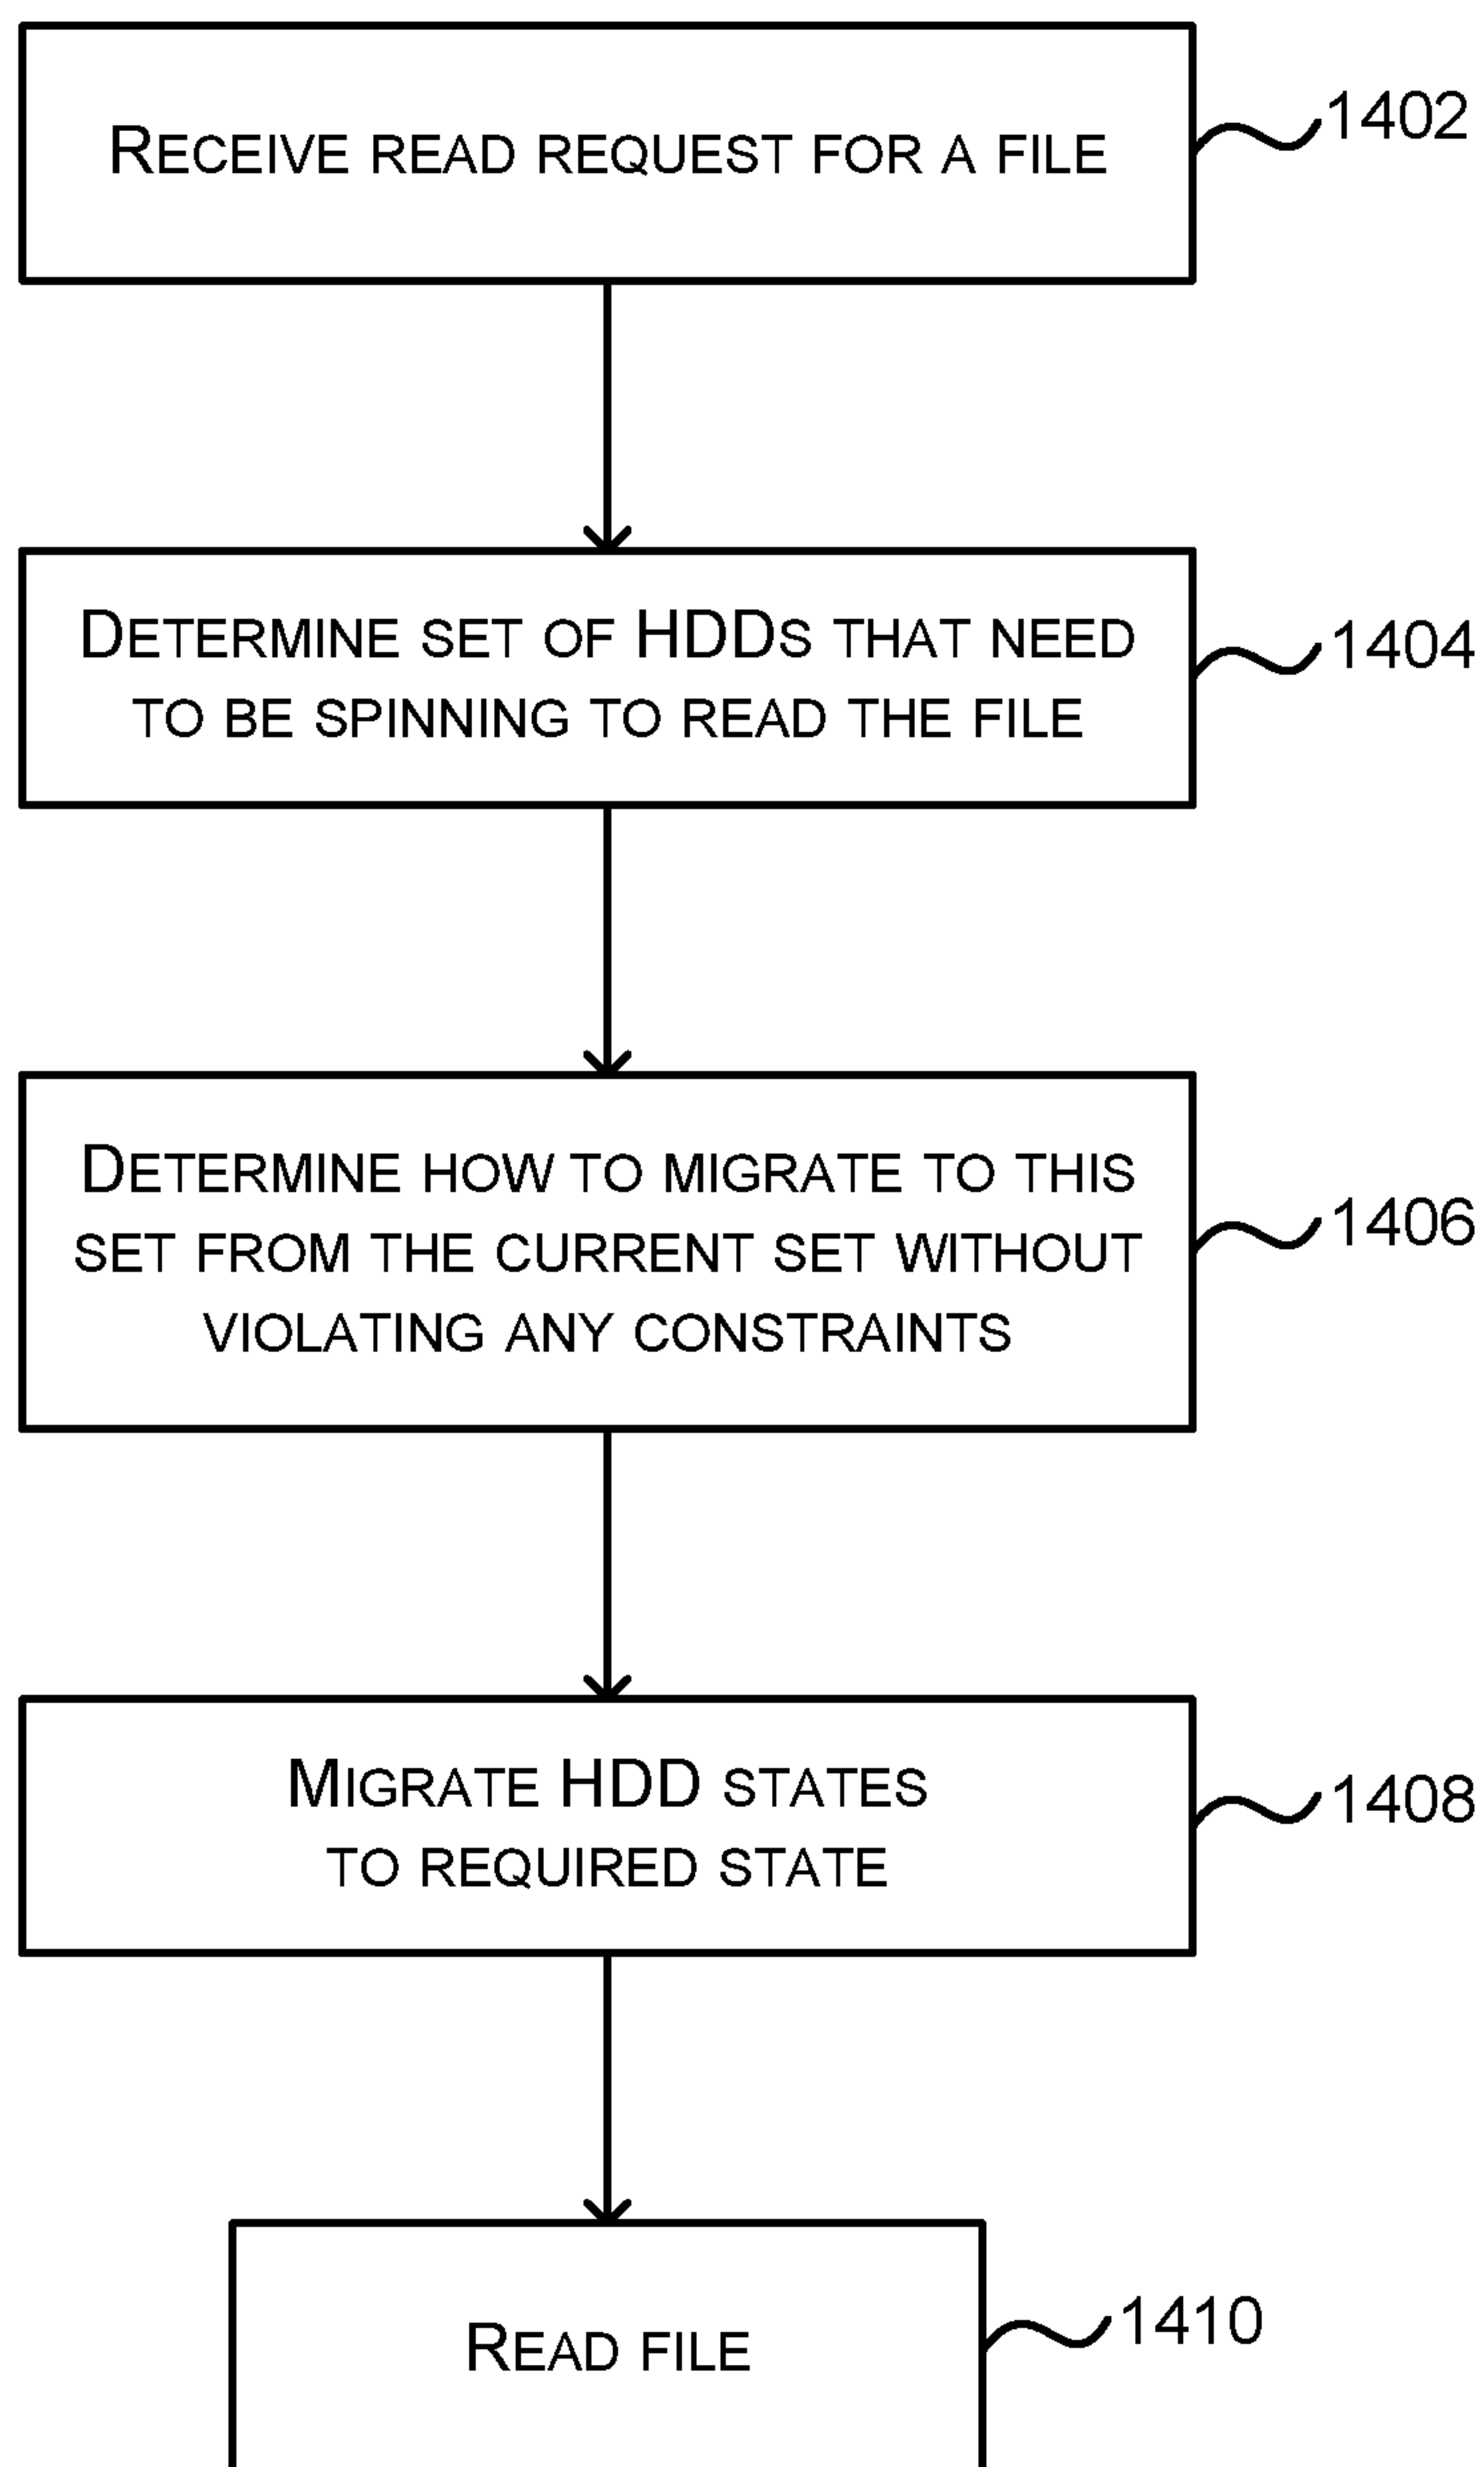 RECEIVE READ REQUEST FOR A FILE
1402
DETERMINE SET OF HDDS THAT NEED
TO BE SPINNING TO READ THE FILE
1404
DETERMINE HOW TO MIGRATE TO THIS
SET FROM THE CURRENT SET WITHOUT
VIOLATING ANY CONSTRAINTS
1406
MIGRATE HDD STATES
TO REQUIRED STATE
1408
READ FILE
1410